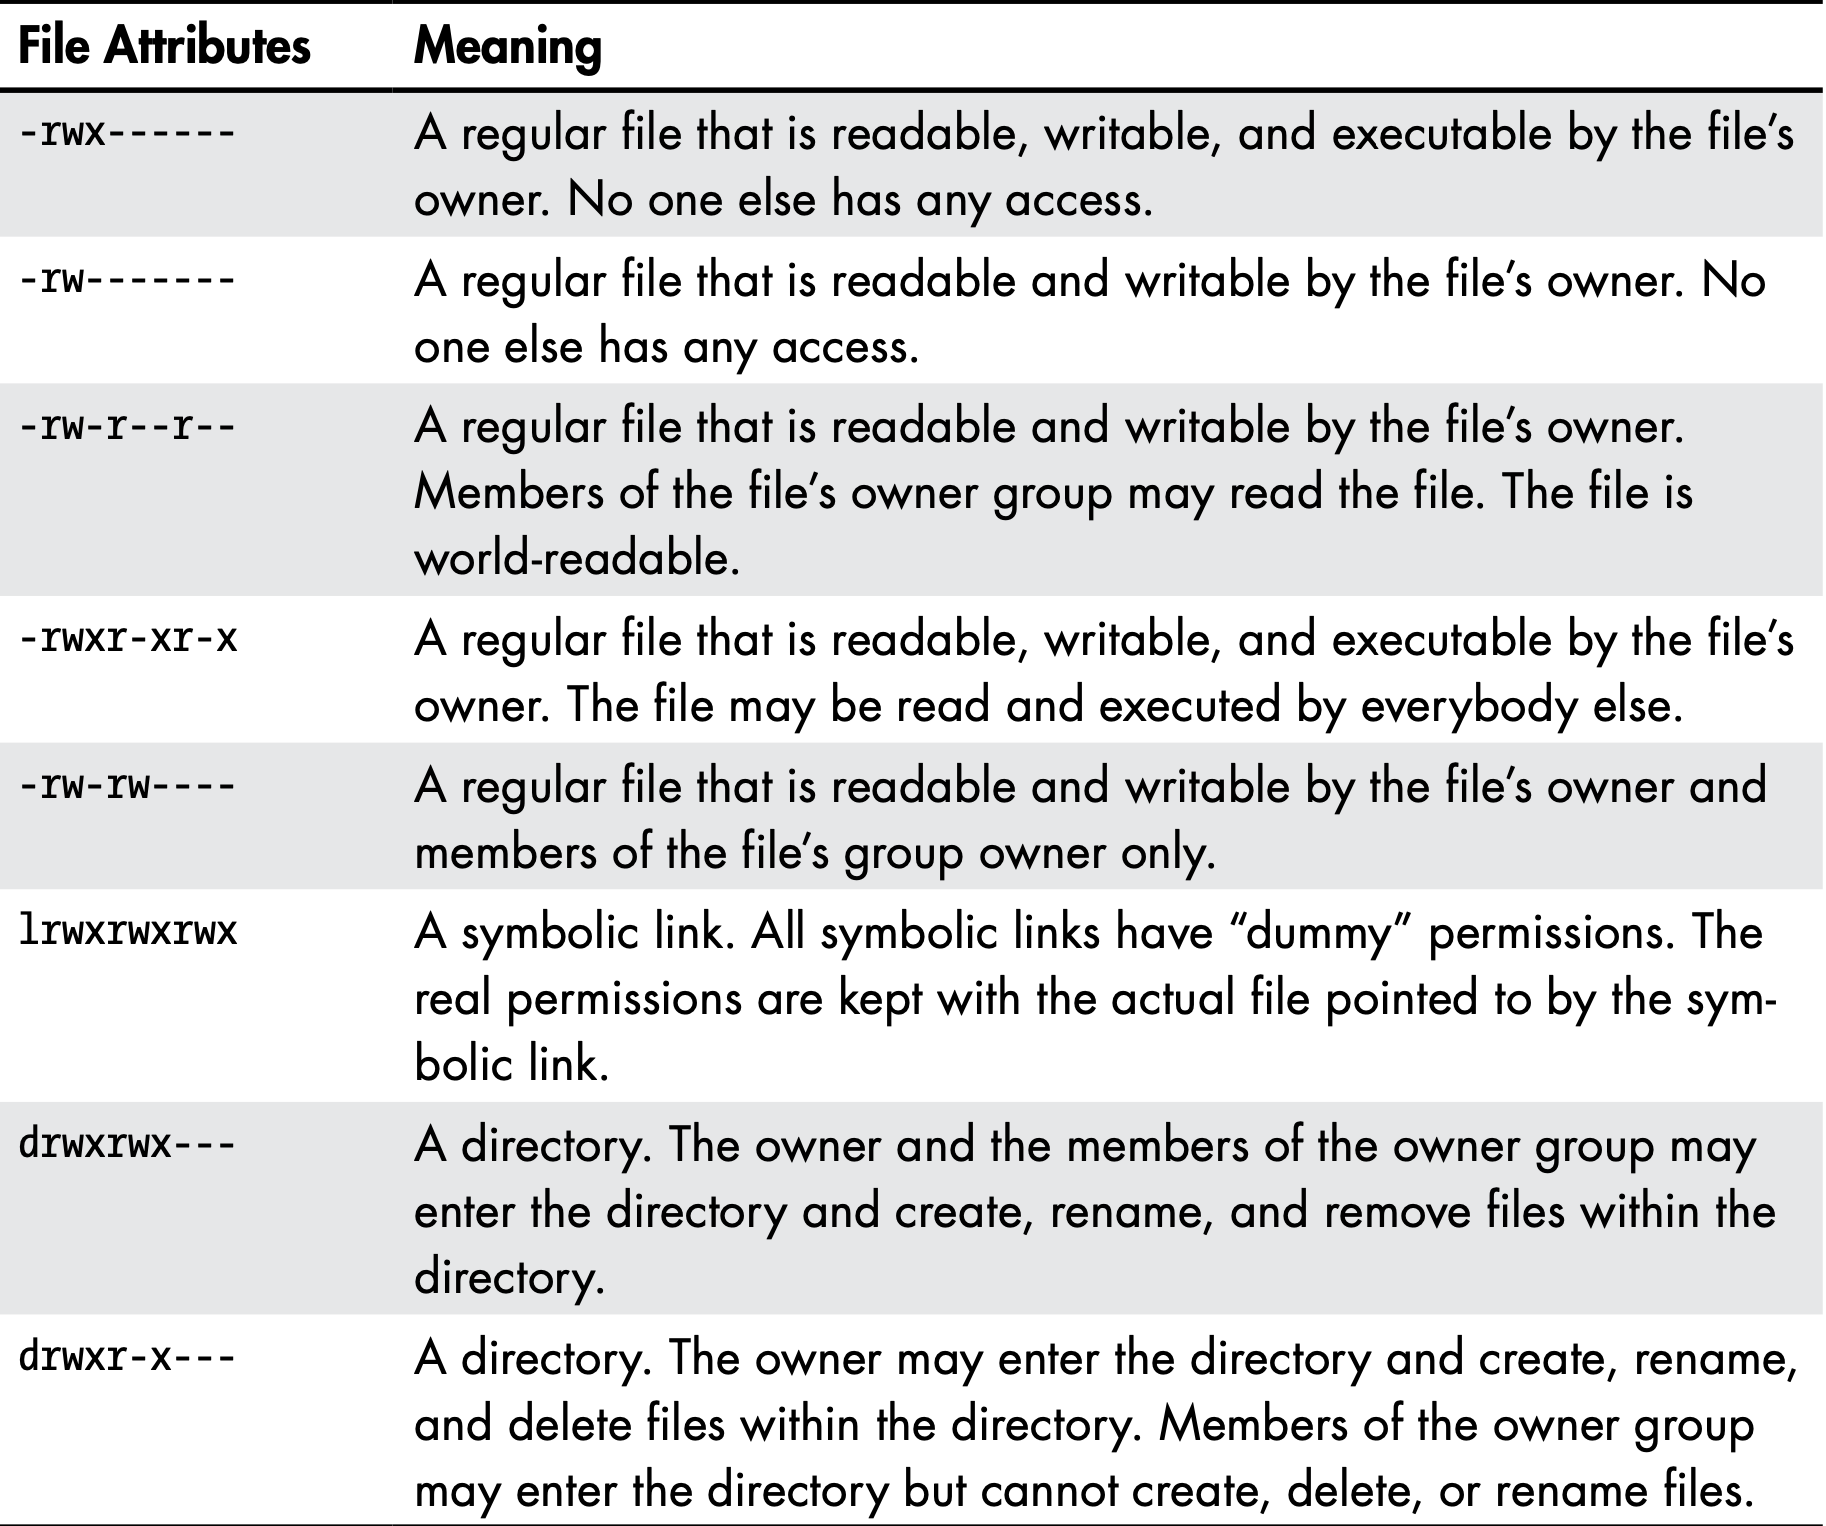 File Attributes Meaning
-rwx------ A regular file that is readable, writable, and executable by the file’s
owner. No one else has any access.
-rw------- A regular file that is readable and writable by the file’s owner. No
one else has any access.
-rw-r--r-- A regular file that is readable and writable by the file’s owner.
Members of the file’s owner group may read the file. The file is
world-readable.
-rwxr-xr-x A regular file that is readable, writable, and executable by the file’s
owner. The file may be read and executed by everybody else.
-rw-rw---- A regular file that is readable and writable by the file’s owner and
members of the file’s group owner only.
lrwxrwxrwx A symbolic link. All symbolic links have “dummy” permissions. The
real permissions are kept with the actual file pointed to by the sym-
bolic link.
drwxrwx--- A directory. The owner and the members of the owner group may
enter the directory and create, rename, and remove files within the
directory.
drwxr-x--- A directory. The owner may enter the directory and create, rename,
and delete files within the directory. Members of the owner group
may enter the directory but cannot create, delete, or rename files.